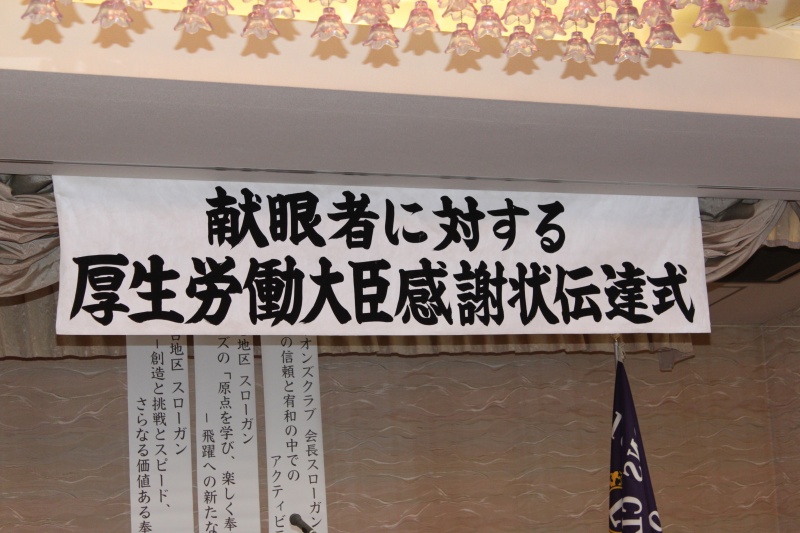 献眼者に対する
厚生労働大臣感謝状伝達式
オンズクラブ 会長スローガン
の信頼と宥和の中での
アクティビ
地区 スローガン
ズの「原点を学び、楽しく奉
－飛躍への新たな
地区 スローガン
－創造と挑戦とスピード、
さらなる価値ある奉
NS
CI